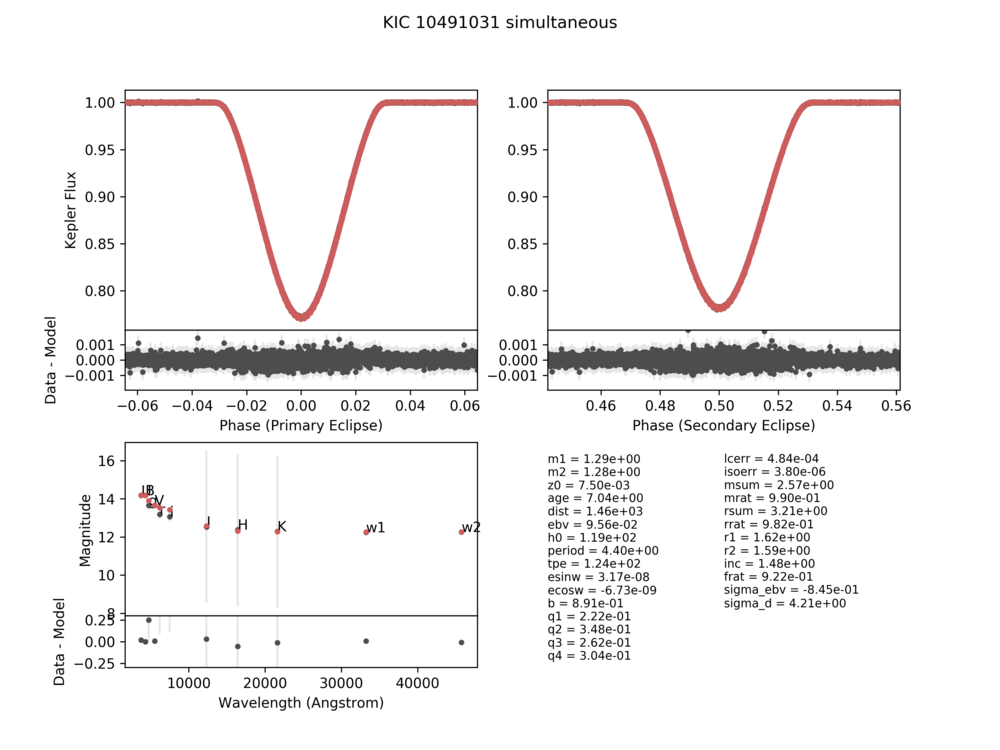 KIC 10491031 simultaneous
1.00
0.95
0.90
0.85
0.80
Kepler Flux
0.001
0.000
−0.001
Data - Model
−0.06 −0.04 −0.02 0.00 0.02 0.04 0.06
Phase (Primary Eclipse)
1.00
0.95
0.90
0.85
0.80
0.001
0.000
−0.001
0.46 0.48 0.50 0.52 0.54 0.56
Phase (Secondary Eclipse)
16
14
12
10
8
Magnitude
B
V
J
H
K
w1
w2
0.25
0.00
−0.25
Data - Model
10000 20000 30000 40000
Wavelength (Angstrom)
m1 = 1.29e+00
m2 = 1.28e+00
z0 = 7.50e-03
age = 7.04e+00
dist = 1.46e+03
ebv = 9.56e-02
h0 = 1.19e+02
period = 4.40e+00
tpe = 1.24e+02
esinw = 3.17e-08
ecosw = -6.73e-09
b = 8.91e-01
q1 = 2.22e-01
q2 = 3.48e-01
q3 = 2.62e-01
q4 = 3.04e-01
lcerr = 4.84e-04
isoerr = 3.80e-06
msum = 2.57e+00
mrat = 9.90e-01
rsum = 3.21e+00
rrat = 9.82e-01
r1 = 1.62e+00
r2 = 1.59e+00
inc = 1.48e+00
frat = 9.22e-01
sigma_ebv = -8.45e-01
sigma_d = 4.21e+00